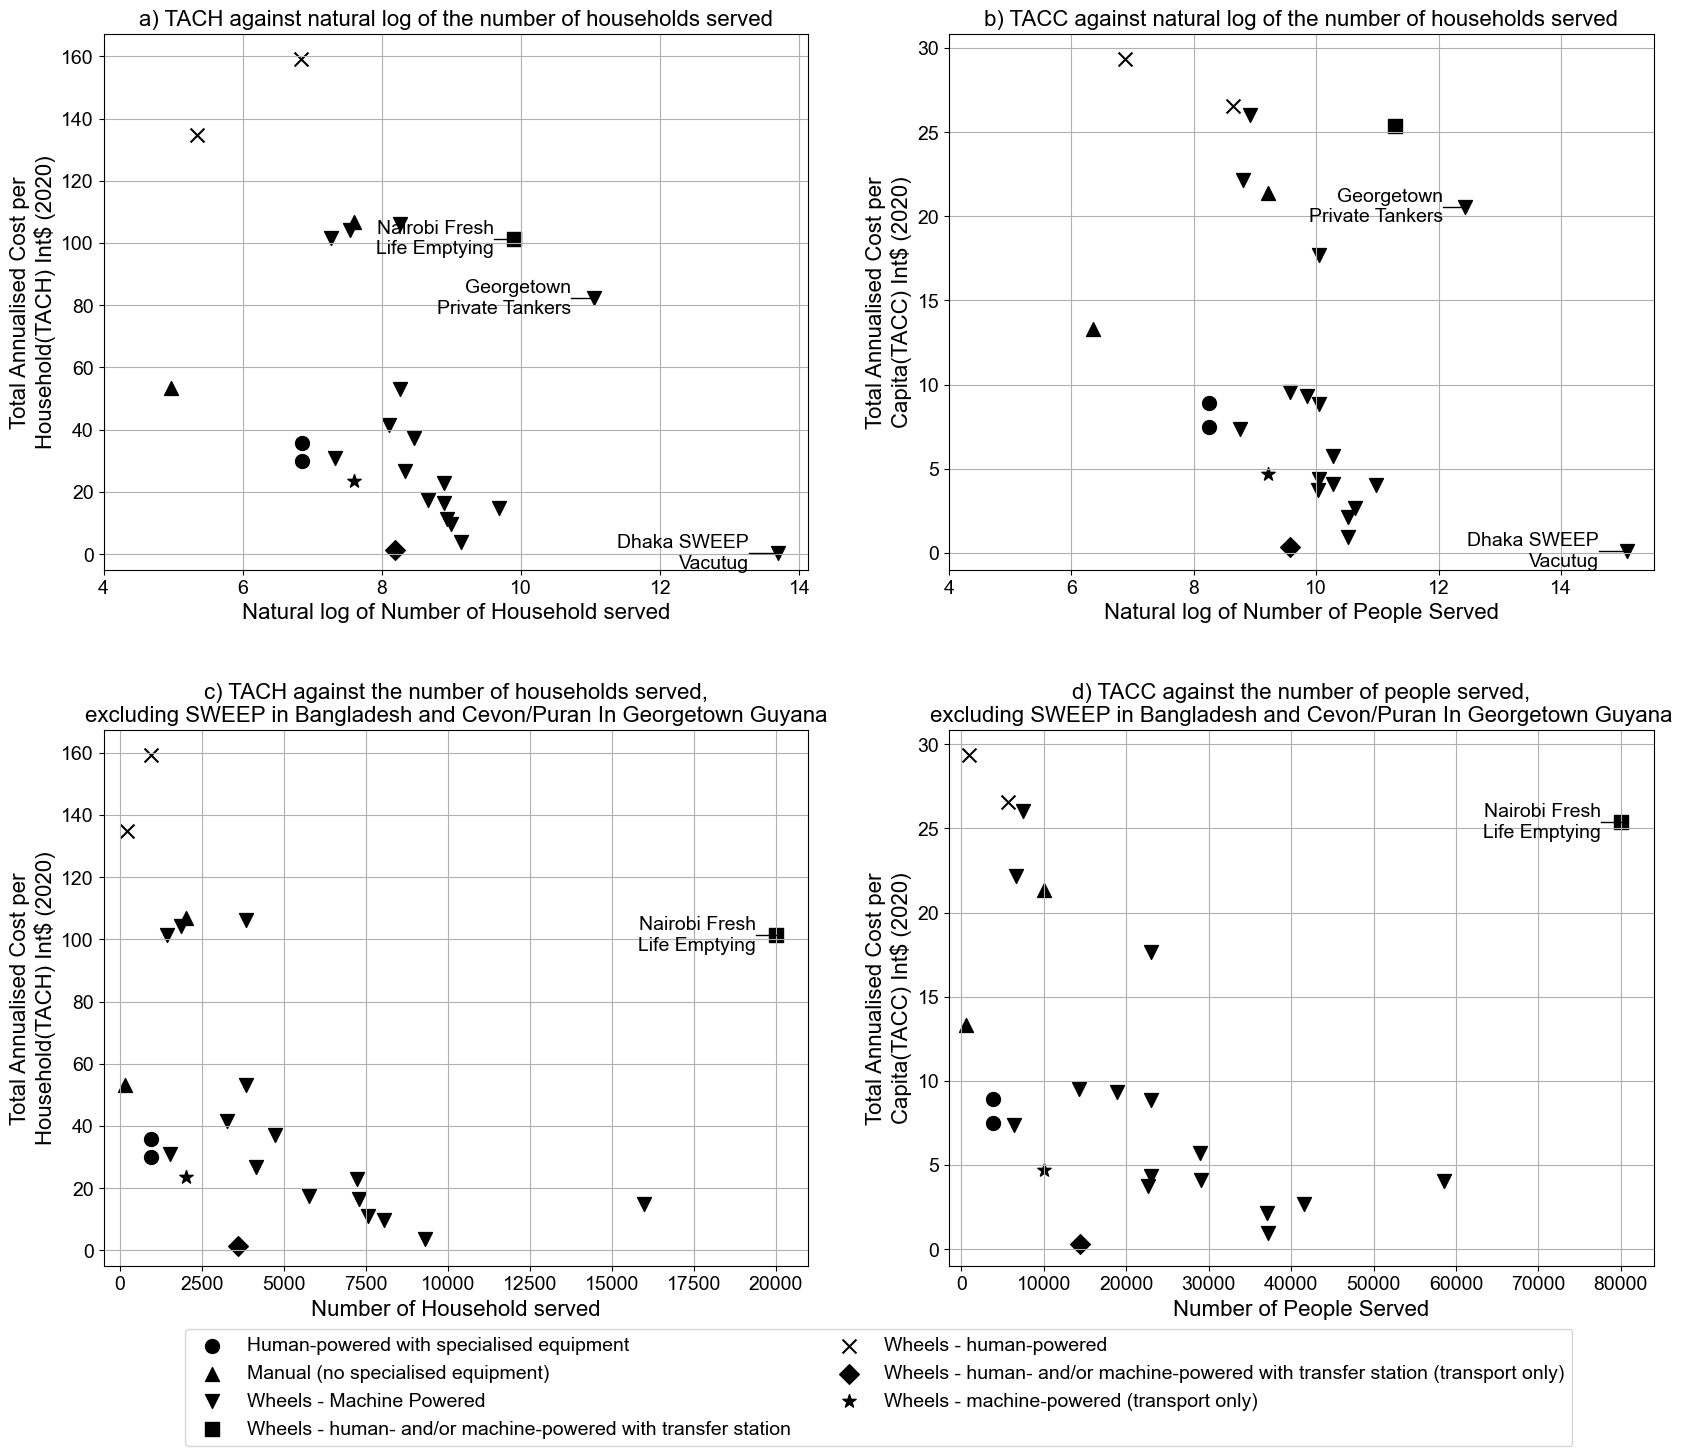 a) TACH against natural log of the number of households served
160
140
120
100
80
60
40
20
0
Total Annualised Cost per
Household(TACH) Int$ (2020)
Nairobi Fresh
Life Emptying
Georgetown
Private Tankers
Dhaka SWEEP
Vacutug
4 6 8 10 12 14
Natural log of Number of Household served
b) TACC against natural log of the number of households served
30
25
20
15
10
5
0
Total Annualised Cost per
Capita(TACC) Int$ (2020)
Georgetown
Private Tankers
Dhaka SWEEP
Vacutug
4 6 8 10 12 14
Natural log of Number of People Served
c) TACH against the number of households served,
excluding SWEEP in Bangladesh and Cevon/Puran In Georgetown Guyana
160
140
120
100
80
60
40
20
0
Total Annualised Cost per
Household(TACH) Int$ (2020)
Nairobi Fresh
Life Emptying
0 2500 5000 7500 10000 12500 15000 17500 20000
Number of Household served
d) TACC against the number of people served,
excluding SWEEP in Bangladesh and Cevon/Puran In Georgetown Guyana
30
25
20
15
10
5
0
Total Annualised Cost per
Capita(TACC) Int$ (2020)
Nairobi Fresh
Life Emptying
0 10000 20000 30000 40000 50000 60000 70000 80000
Number of People Served
Human-powered with specialised equipment
Manual (no specialised equipment)
Wheels - Machine Powered
Wheels - human- and/or machine-powered with transfer station
Wheels - human-powered
Wheels - human- and/or machine-powered with transfer station (transport only)
Wheels - machine-powered (transport only)